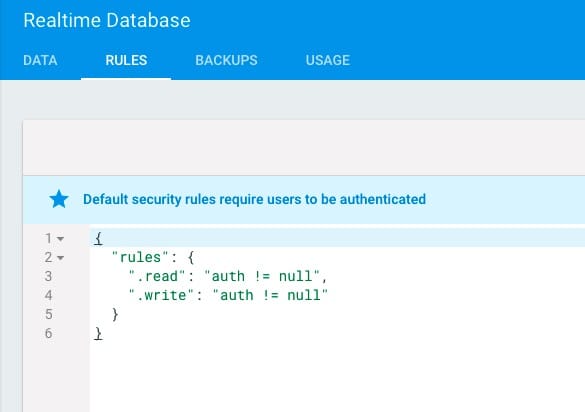 Realtime Database
DATA RULES BACKUPS USAGE
Default security rules require users to be authenticated
1 {
2 "rules": {
3 ".read": "auth != null",
4 ".write": "auth != null"
5 }
6 }